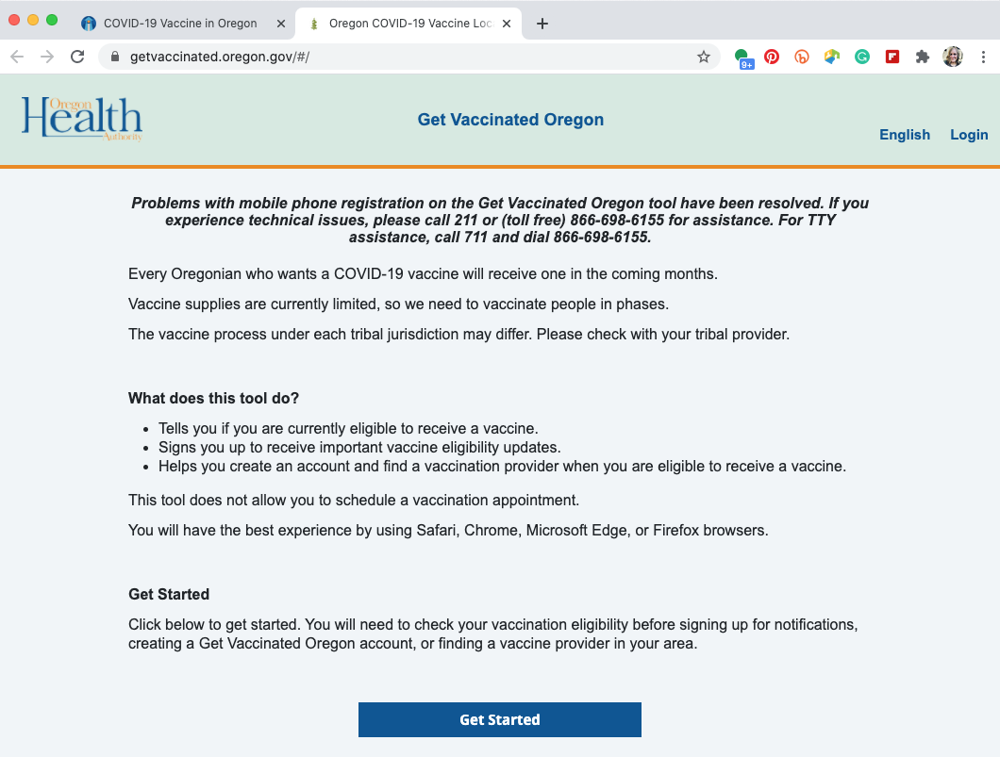 COVID-19 Vaccine in Oregon
Oregon COVID-19 Vaccine Loc
getvaccinated.oregon.gov/#/
9+
Oregon
Health
Authority
Get Vaccinated Oregon
English Login
Problems with mobile phone registration on the Get Vaccinated Oregon tool have been resolved. If you
experience technical issues, please call 211 or (toll free) 866-698-6155 for assistance. For TTY
assistance, call 711 and dial 866-698-6155.
Every Oregonian who wants a COVID-19 vaccine will receive one in the coming months.
Vaccine supplies are currently limited, so we need to vaccinate people in phases.
The vaccine process under each tribal jurisdiction may differ. Please check with your tribal provider.
What does this tool do?
• Tells you if you are currently eligible to receive a vaccine.
• Signs you up to receive important vaccine eligibility updates.
• Helps you create an account and find a vaccination provider when you are eligible to receive a vaccine.
This tool does not allow you to schedule a vaccination appointment.
You will have the best experience by using Safari, Chrome, Microsoft Edge, or Firefox browsers.
Get Started
Click below to get started. You will need to check your vaccination eligibility before signing up for notifications,
creating a Get Vaccinated Oregon account, or finding a vaccine provider in your area.
Get Started